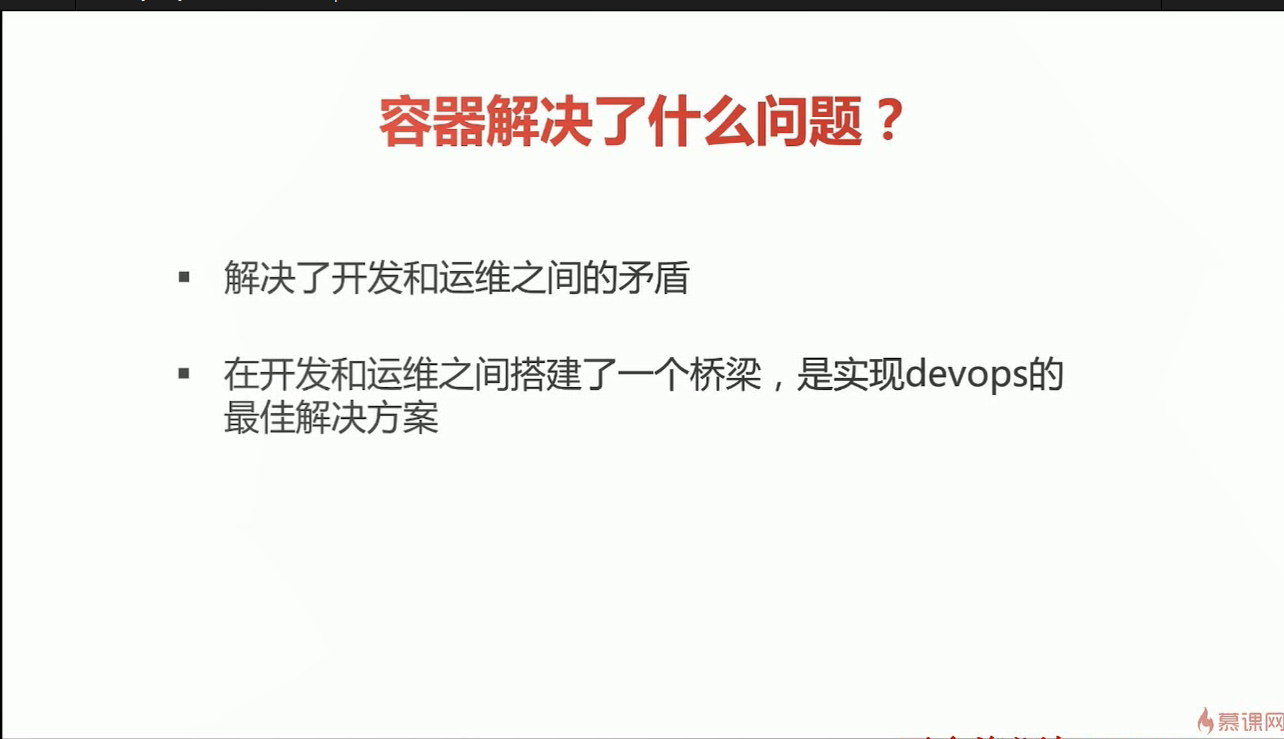 容器解决了什么问题？
▪ 解决了开发和运维之间的矛盾
▪ 在开发和运维之间搭建了一个桥梁，是实现devops的
最佳解决方案
慕课网